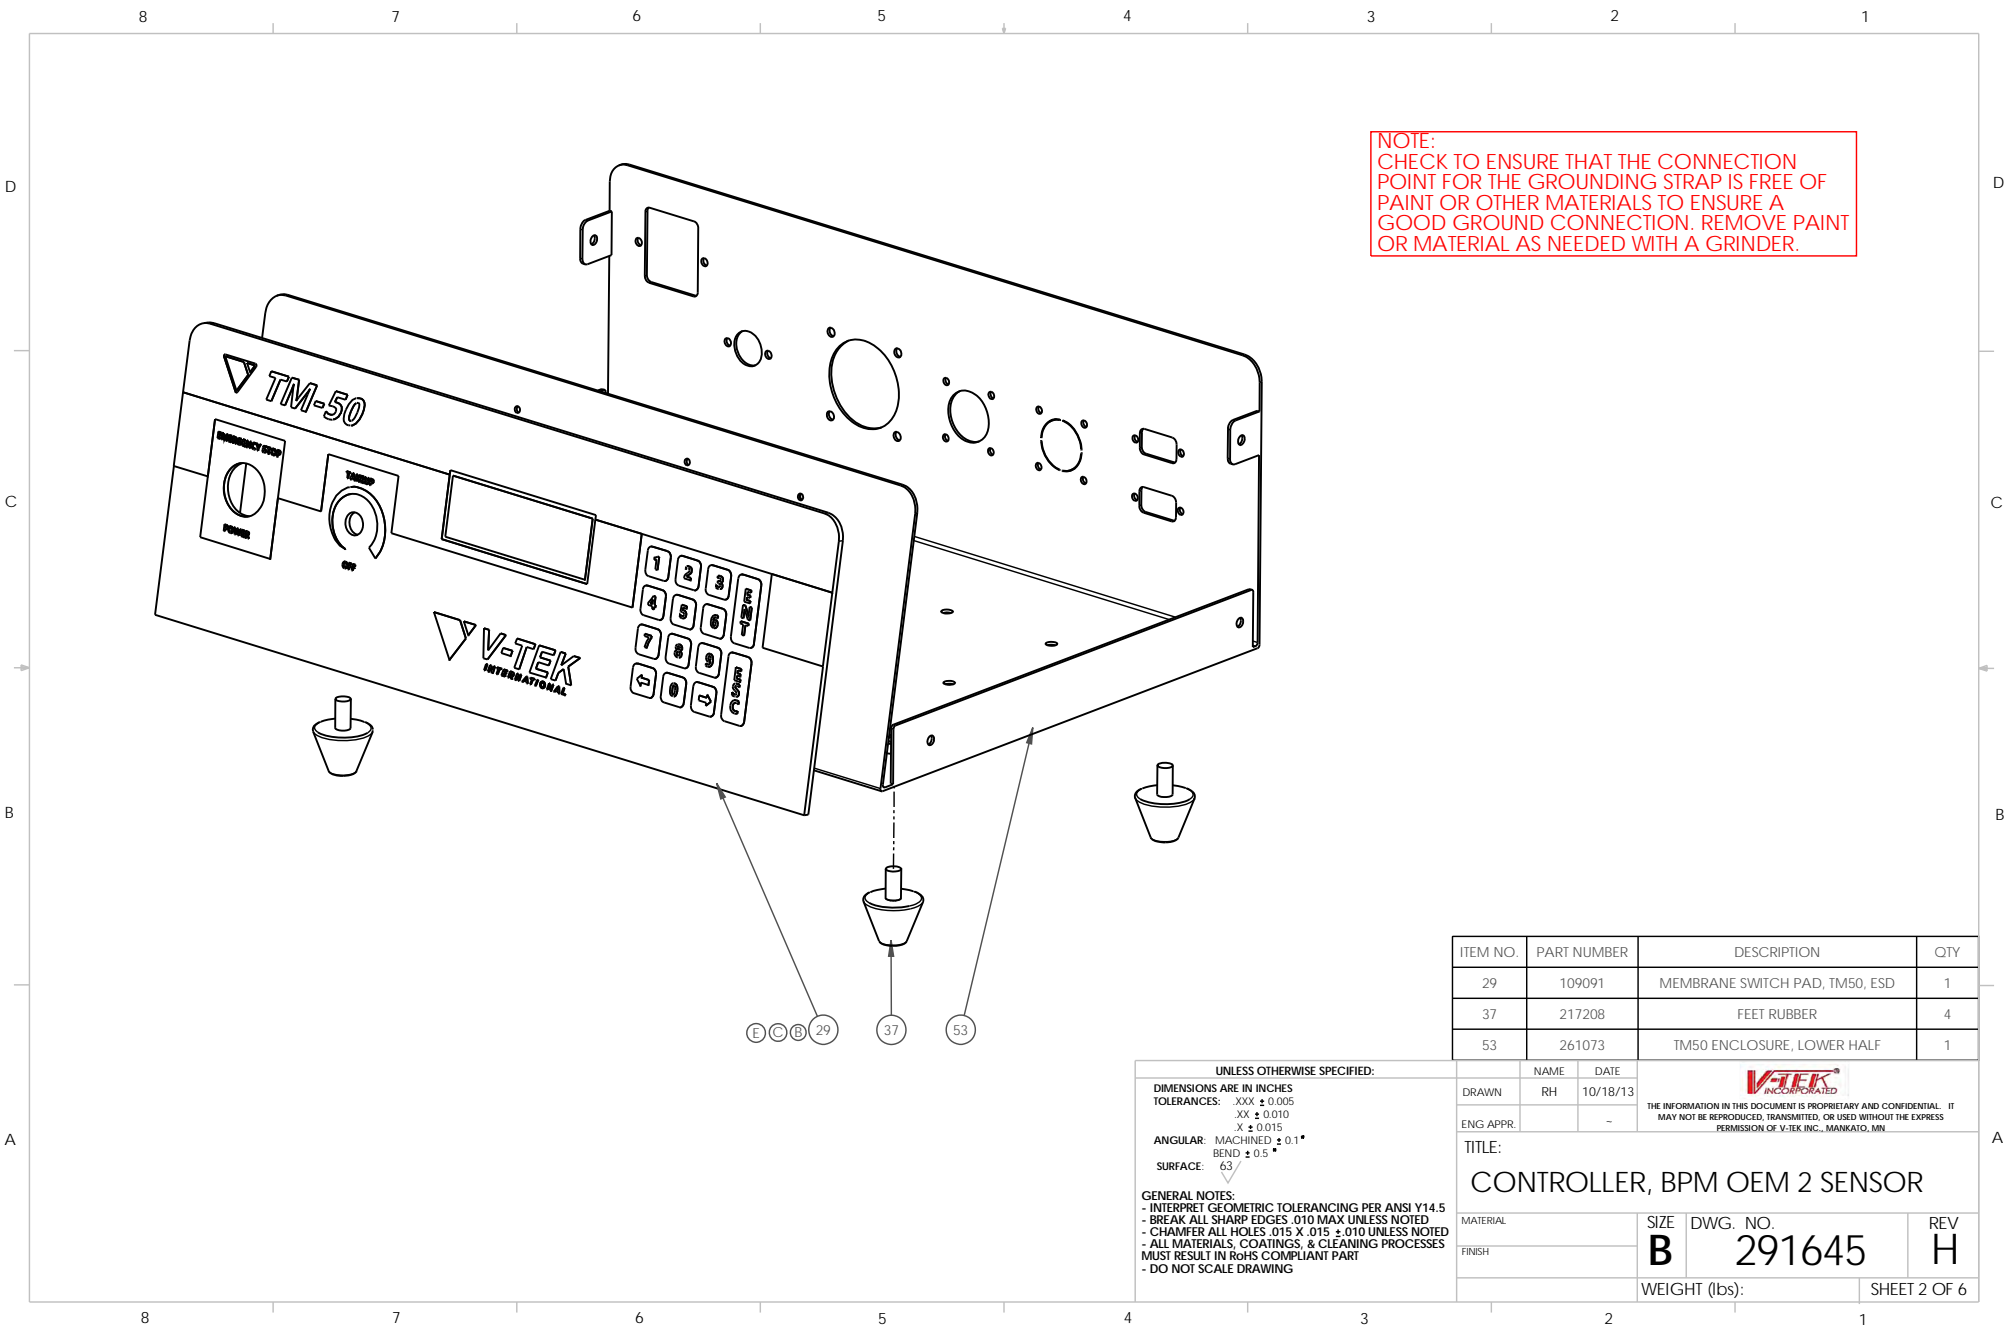 8 7 6 5 4 3 2 1
D D
C C
B B
A A
NOTE:
CHECK TO ENSURE THAT THE CONNECTION
POINT FOR THE GROUNDING STRAP IS FREE OF
PAINT OR OTHER MATERIALS TO ENSURE A
GOOD GROUND CONNECTION. REMOVE PAINT
OR MATERIAL AS NEEDED WITH A GRINDER.
TM-50
EMERGENCY STOP
POWER
TAKEUP
OFF
1 2 3 ENT
4 5 6
7 8 9 ESC
← 0 →
V-TEK
INTERNATIONAL
E C B 29 37 53
ITEM NO. PART NUMBER DESCRIPTION QTY
29 109091 MEMBRANE SWITCH PAD, TM50, ESD 1
37 217208 FEET RUBBER 4
53 261073 TM50 ENCLOSURE, LOWER HALF 1
UNLESS OTHERWISE SPECIFIED:
DIMENSIONS ARE IN INCHES
TOLERANCES: .XXX ± 0.005
.XX ± 0.010
.X ± 0.015
ANGULAR: MACHINED ± 0.1°
BEND ± 0.5 °
SURFACE: 63
GENERAL NOTES:
- INTERPRET GEOMETRIC TOLERANCING PER ANSI Y14.5
- BREAK ALL SHARP EDGES .010 MAX UNLESS NOTED
- CHAMFER ALL HOLES .015 X .015 ±.010 UNLESS NOTED
- ALL MATERIALS, COATINGS, & CLEANING PROCESSES
MUST RESULT IN RoHS COMPLIANT PART
- DO NOT SCALE DRAWING
NAME DATE
DRAWN RH 10/18/13
ENG APPR. ~
V-TEK®
INCORPORATED
THE INFORMATION IN THIS DOCUMENT IS PROPRIETARY AND CONFIDENTIAL. IT
MAY NOT BE REPRODUCED, TRANSMITTED, OR USED WITHOUT THE EXPRESS
PERMISSION OF V-TEK INC., MANKATO, MN
TITLE:
CONTROLLER, BPM OEM 2 SENSOR
MATERIAL
FINISH
SIZE
B
DWG. NO.
291645
REV
H
WEIGHT (lbs):
SHEET 2 OF 6
8 7 6 5 4 3 2 1